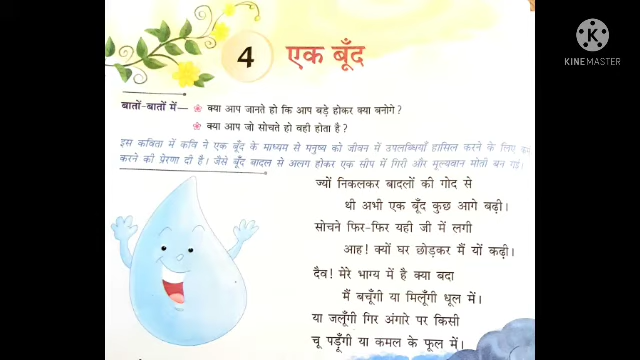 4 एक बूँद
K
KINEMASTER
बातों-बातों में— ❀ क्या आप जानते हो कि आप बड़े होकर क्या बनोगे?
❀ क्या आप जो सोचते हो वही होता है?
इस कविता में कवि ने एक बूँद के माध्यम से मनुष्य को जीवन में उपलब्धियाँ हासिल करने के लिए
करने की प्रेरणा दी है। जैसे बूँद बादल से अलग होकर एक सीप में गिरी और मूल्यवान मोती बन गई।
ज्यों निकलकर बादलों की गोद से
थी अभी एक बूँद कुछ आगे बढ़ी।
सोचने फिर-फिर यही जी में लगी
आह! क्यों घर छोड़कर मैं यों कढ़ी।
दैव! मेरे भाग्य में है क्या बदा
मैं बचूँगी या मिलूँगी धूल में।
या जलूँगी गिर अंगारे पर किसी
चू पड़ूँगी या कमल के फूल में।